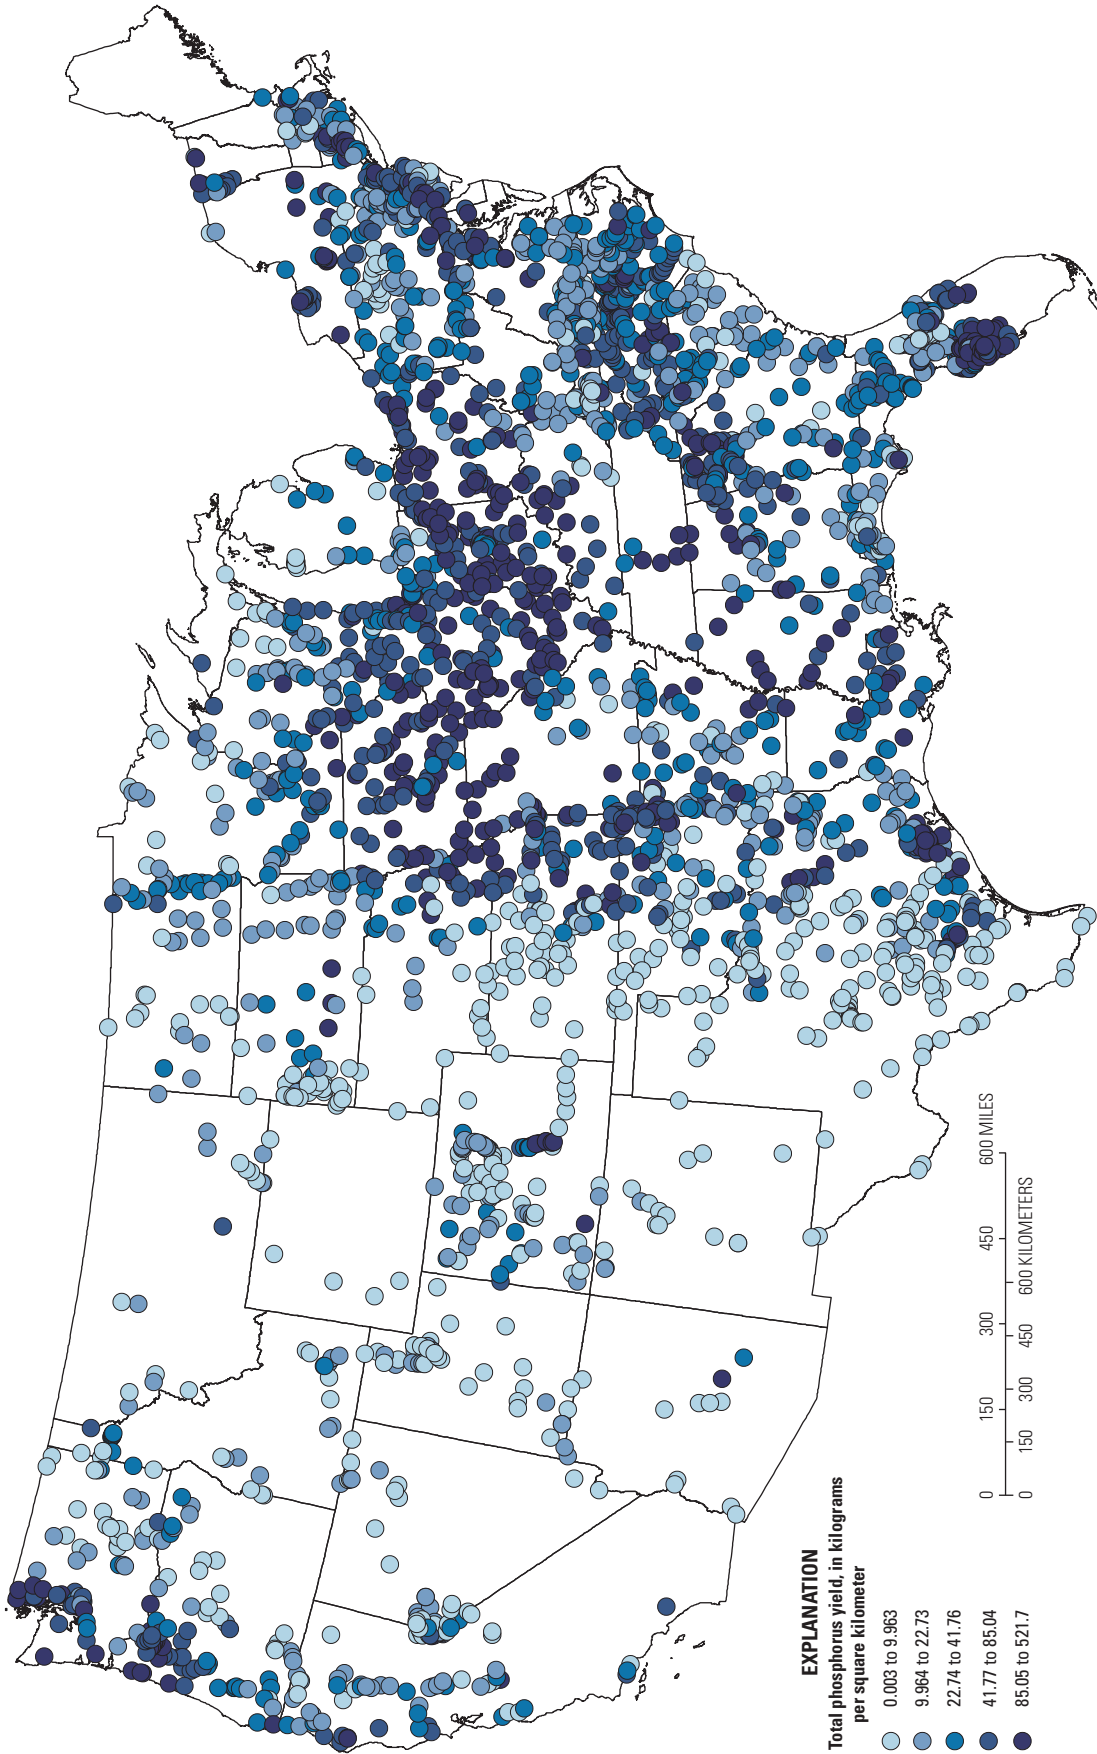 EXPLANATION
Total phosphorus yield, in kilograms
per square kilometer
0.003 to 9.963
9.964 to 22.73
22.74 to 41.76
41.77 to 85.04
85.05 to 521.7
0 150 300 450 600 MILES
0 150 300 450 600 KILOMETERS